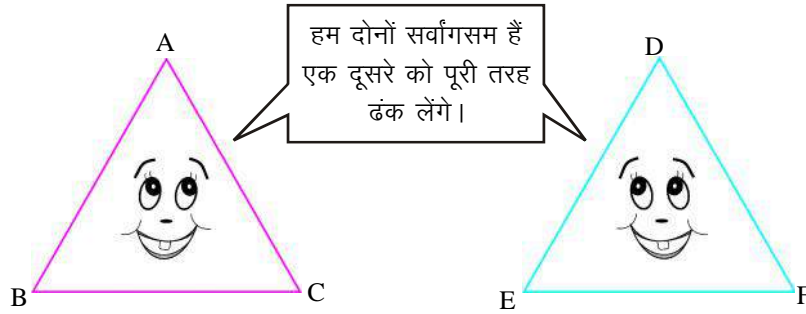 हम दोनों सर्वांगसम हैं
एक दूसरे को पूरी तरह
ढंक लेंगे।
A
D
B
C
E
F